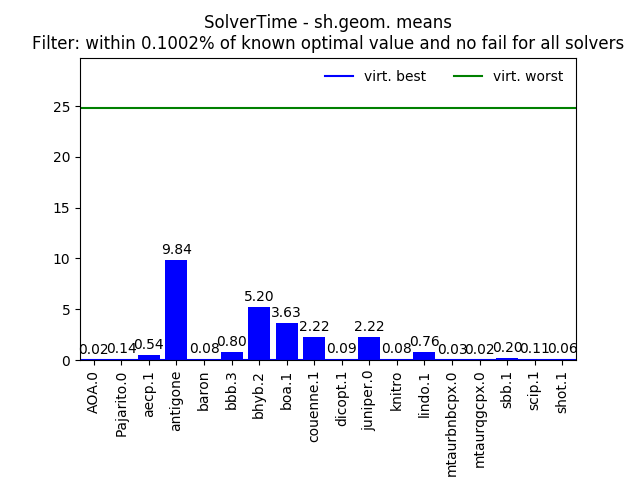 SolverTime - sh.geom. means
Filter: within 0.1002% of known optimal value and no fail for all solvers
virt. best virt. worst
25
20
15
10
5
0
0.02 0.14 0.54 9.84 0.08 0.80 5.20 3.63 2.22 0.09 2.22 0.08 0.76 0.03 0.02 0.20 0.11 0.06
AOA.0
Pajarito.0
aecp.1
antigone
baron
bbb.3
bhyb.2
boa.1
couenne.1
dicopt.1
juniper.0
knitro
lindo.1
mtaurbnbcpx.0
mtaurqgcpx.0
sbb.1
scip.1
shot.1